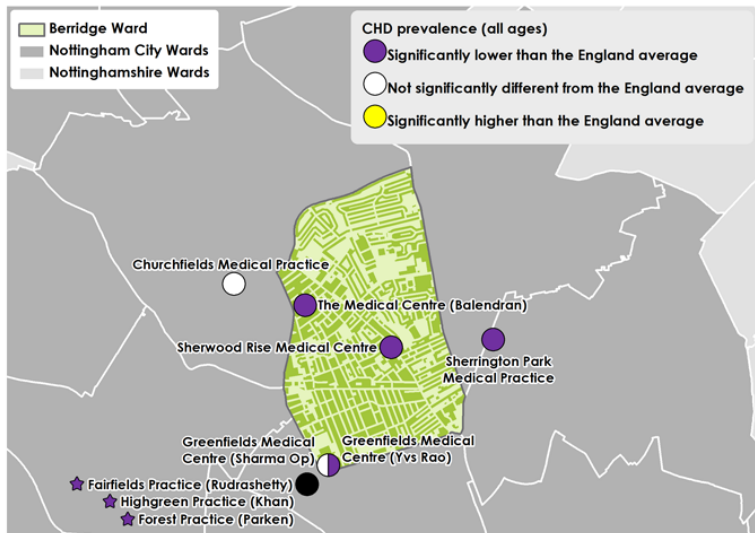 Berridge Ward
Nottingham City Wards
Nottinghamshire Wards
CHD prevalence (all ages)
Significantly lower than the England average
Not significantly different from the England average
Significantly higher than the England average
Churchfields Medical Practice
The Medical Centre (Balendran)
Sherwood Rise Medical Centre
Sherrington Park
Medical Practice
Greenfields Medical
Centre (Sharma Op)
Greenfields Medical
Centre (Yvs Rao)
Fairfields Practice (Rudrashetty)
Highgreen Practice (Khan)
Forest Practice (Parken)